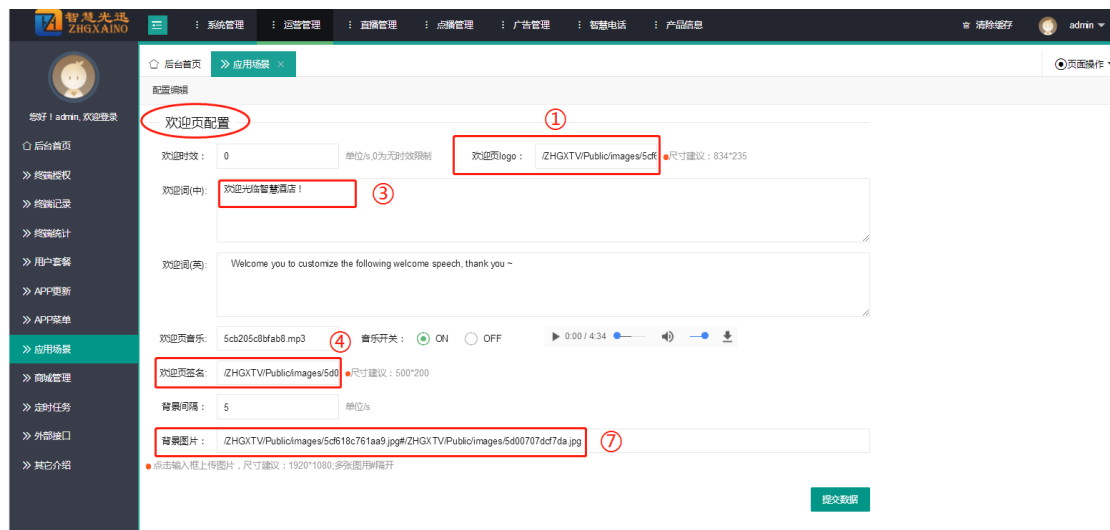 智慧光迅
ZHGXAINO
系统管理 运营管理 直播管理 点播管理 广告管理 智慧电话 产品信息 清除缓存 admin
后台首页 应用场景 × 页面操作
配置编辑
您好！admin, 欢迎登录
后台首页
终端授权
终端记录
终端统计
用户套餐
APP更新
APP菜单
应用场景
商城管理
定时任务
外部接口
其它介绍
欢迎页配置
①
欢迎时效： 0 单位/s,0为无时效限制 欢迎页logo： /ZHGXTV/Public/images/5cf6 尺寸建议：834*235
欢迎词(中): 欢迎光临智慧酒店！ ③
欢迎词(英): Welcome you to customize the following welcome speech, thank you ~
欢迎页音乐: 5cb205c8bfab8.mp3 ④ 音乐开关： ON OFF 0:00 / 4:34
欢迎页签名: /ZHGXTV/Public/images/5d0 尺寸建议：500*200
背景间隔： 5 单位/s
背景图片： /ZHGXTV/Public/images/5cf618c761aa9.jpg#/ZHGXTV/Public/images/5d00707dcf7da.jpg ⑦
点击输入框上传图片，尺寸建议：1920*1080;多张图用#隔开
提交数据